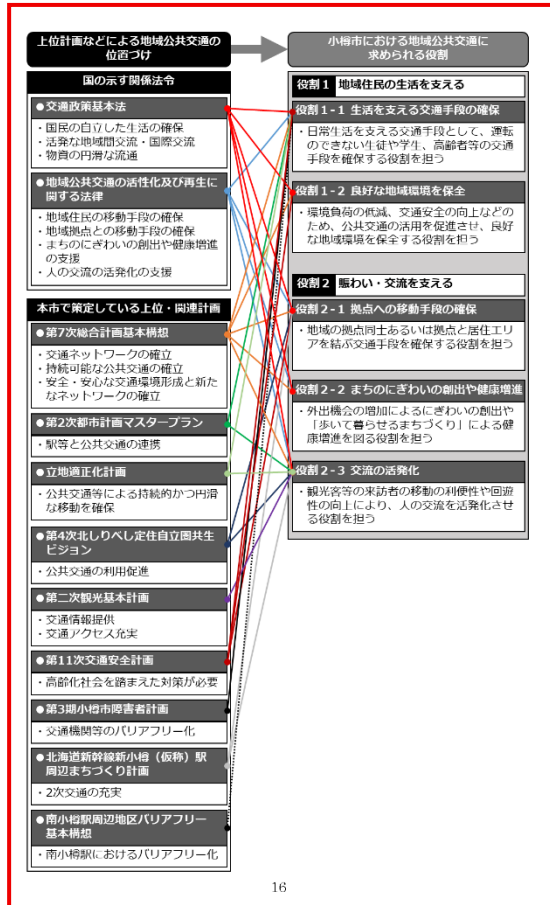 上位計画などによる地域公共交通の
位置づけ
小樽市における地域公共交通に
求められる役割
国の示す関係法令
●交通政策基本法
・国民の自立した生活の確保
・活発な地域間交流・国際交流
・物資の円滑な流通
●地域公共交通の活性化及び再生に
関する法律
・地域住民の移動手段の確保
・地域拠点との移動手段の確保
・まちのにぎわいの創出や健康増進
の支援
・人の交流の活発化の支援
本市で策定している上位・関連計画
●第7次総合計画基本構想
・交通ネットワークの確立
・持続可能な公共交通の確立
・安全・安心な交通環境形成と新た
なネットワークの確立
●第2次都市計画マスタープラン
・駅等と公共交通の連携
●立地適正化計画
・公共交通等による持続的かつ円滑
な移動を確保
●第4次北しりべし定住自立圏共生
ビジョン
・公共交通の利用促進
●第二次観光基本計画
・交通情報提供
・交通アクセス充実
●第11次交通安全計画
・高齢化社会を踏まえた対策が必要
●第3期小樽市障害者計画
・交通機関等のバリアフリー化
●北海道新幹線新小樽（仮称）駅
周辺まちづくり計画
・2次交通の充実
●南小樽駅周辺地区バリアフリー
基本構想
・南小樽駅におけるバリアフリー化
役割1 地域住民の生活を支える
役割1-1 生活を支える交通手段の確保
・日常生活を支える交通手段として、運転
のできない生徒や学生、高齢者等の交通
手段を確保する役割を担う
役割1-2 良好な地域環境を保全
・環境負荷の低減、交通安全の向上などの
ため、公共交通の活用を促進させ、良好
な地域環境を保全する役割を担う
役割2 賑わい・交流を支える
役割2-1 拠点への移動手段の確保
・地域の拠点同士あるいは拠点と居住エリ
アを結ぶ交通手段を確保する役割を担う
役割2-2 まちのにぎわいの創出や健康増進
・外出機会の増加によるにぎわいの創出や
「歩いて暮らせるまちづくり」による健
康増進を図る役割を担う
役割2-3 交流の活発化
・観光客等の来訪者の移動の利便性や回遊
性の向上により、人の交流を活発化させ
る役割を担う
16